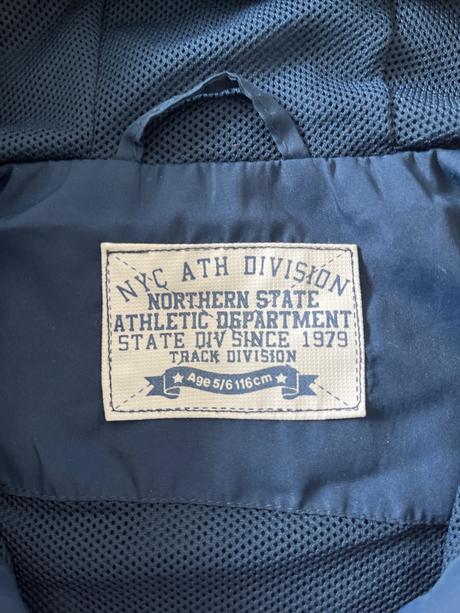 NYC ATH DIVISION
NORTHERN STATE
ATHLETIC DEPARTMENT
STATE DIV SINCE 1979
TRACK DIVISION
Age 5/6 116cm